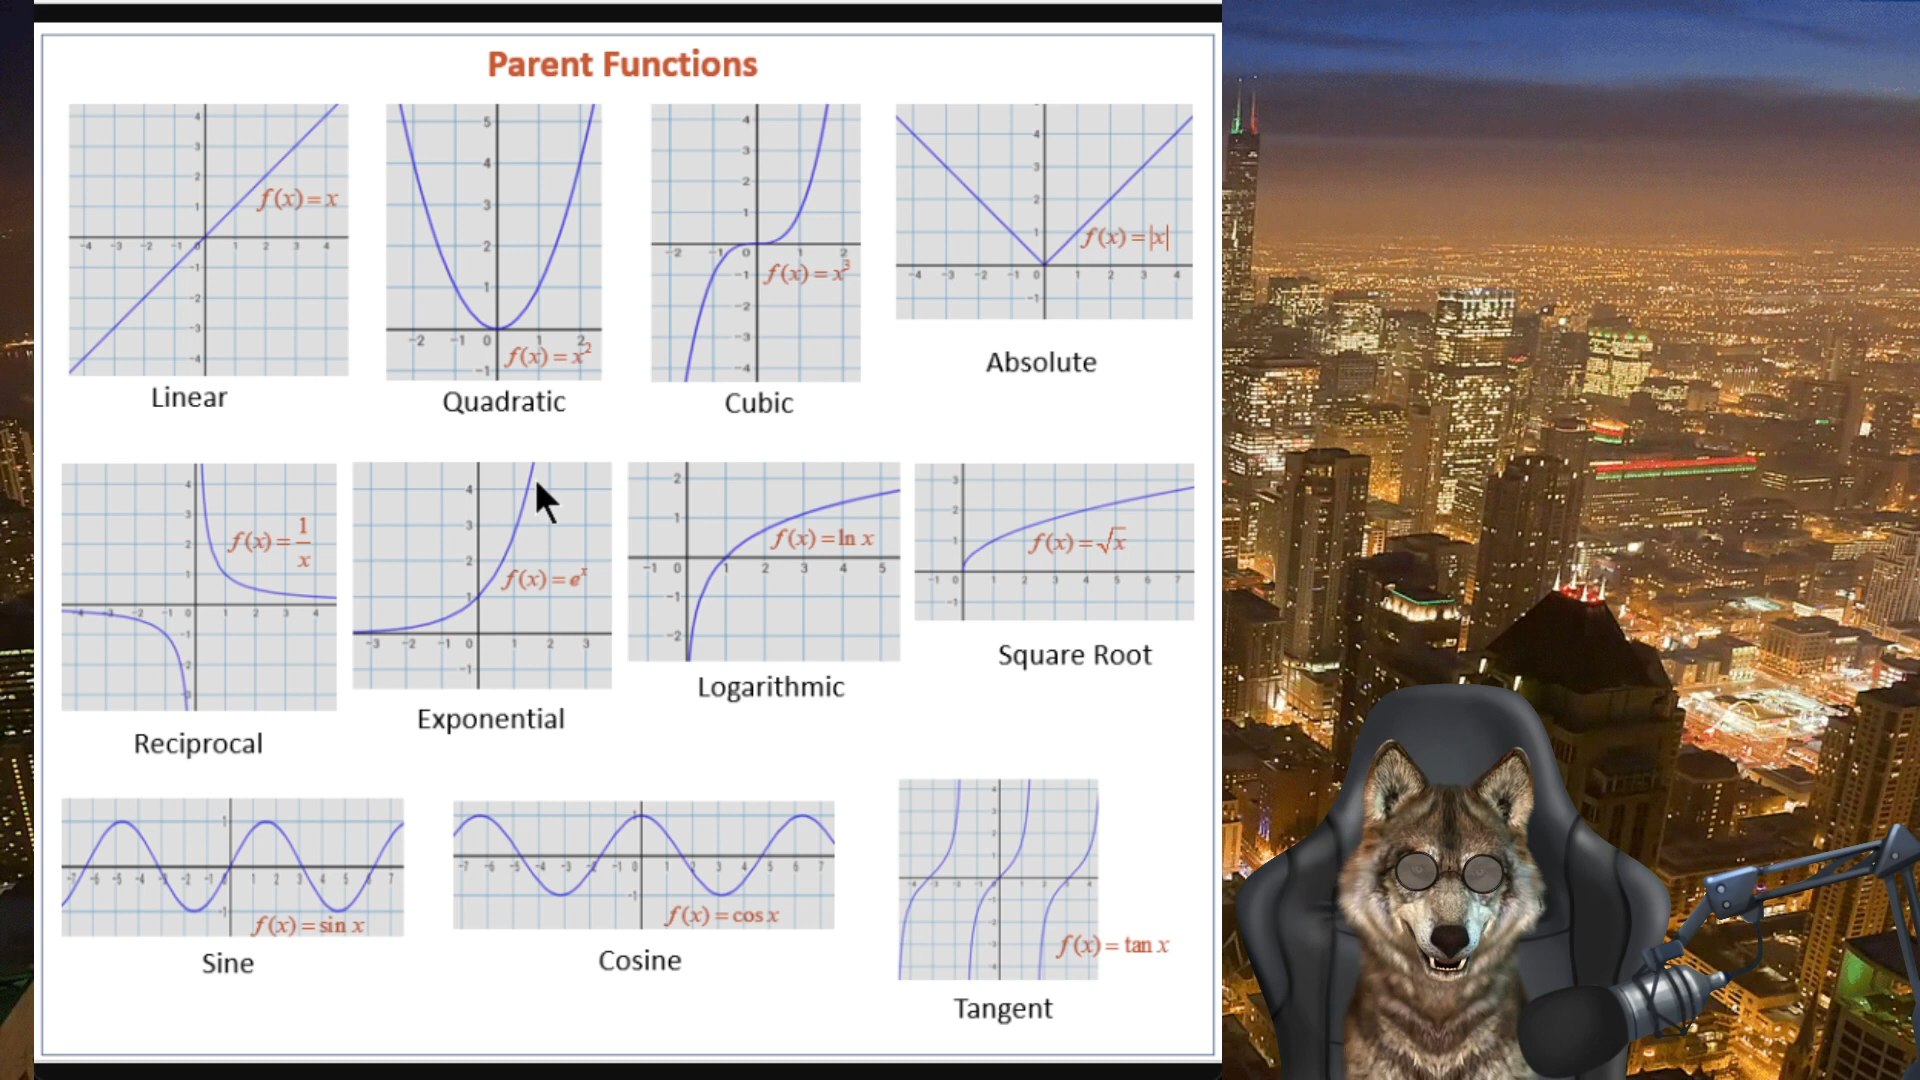 Parent Functions
f(x) = x
Linear
f(x) = x²
Quadratic
f(x) = x³
Cubic
f(x) = |x|
Absolute
f(x) = 1/x
Reciprocal
f(x) = eˣ
Exponential
f(x) = ln x
Logarithmic
f(x) = √x
Square Root
f(x) = sin x
Sine
f(x) = cos x
Cosine
f(x) = tan x
Tangent